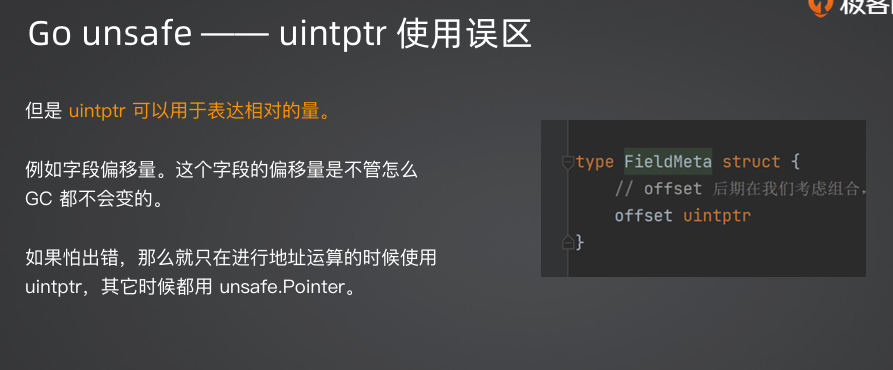 极客
Go unsafe —— uintptr 使用误区
但是 uintptr 可以用于表达相对的量。
例如字段偏移量。这个字段的偏移量是不管怎么
GC 都不会变的。
如果怕出错，那么就只在进行地址运算的时候使用
uintptr，其它时候都用 unsafe.Pointer。
type FieldMeta struct {
// offset 后期在我们考虑组合，
offset uintptr
}